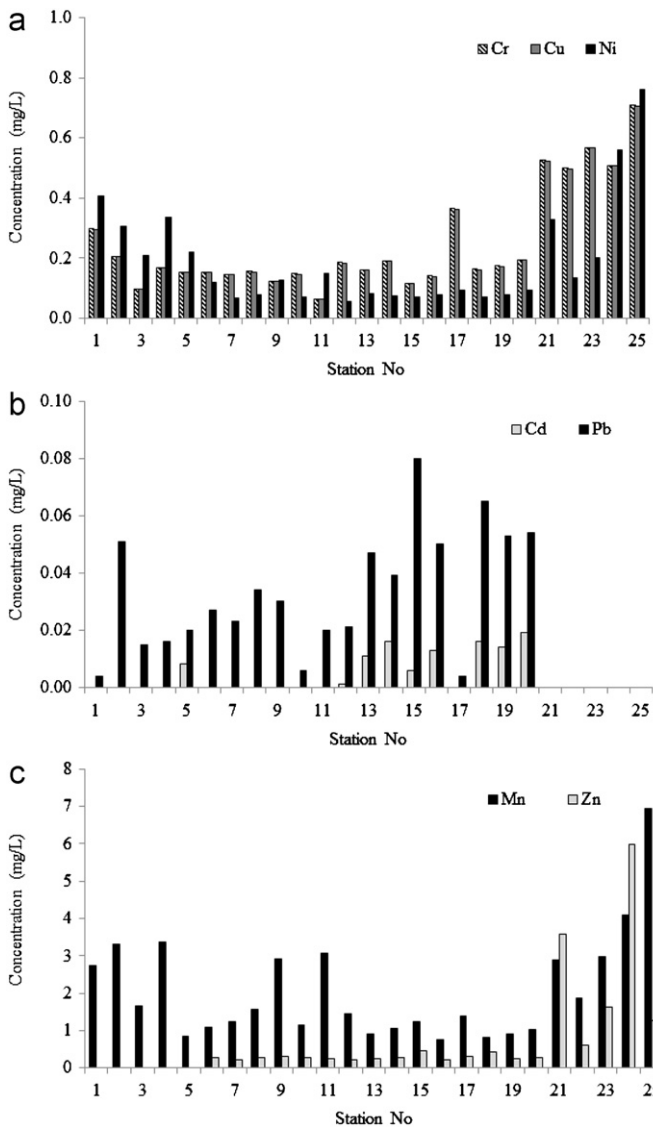 a
1.0
Cr Cu Ni
0.8
0.6
0.4
0.2
0.0
Concentration (mg/L)
1 3 5 7 9 11 13 15 17 19 21 23 25
Station No
b
0.10
Cd Pb
0.08
0.06
0.04
0.02
0.00
Concentration (mg/L)
1 3 5 7 9 11 13 15 17 19 21 23 25
Station No
c
8
Mn Zn
7
6
5
4
3
2
1
0
Concentration (mg/L)
1 3 5 7 9 11 13 15 17 19 21 23 2
Station No